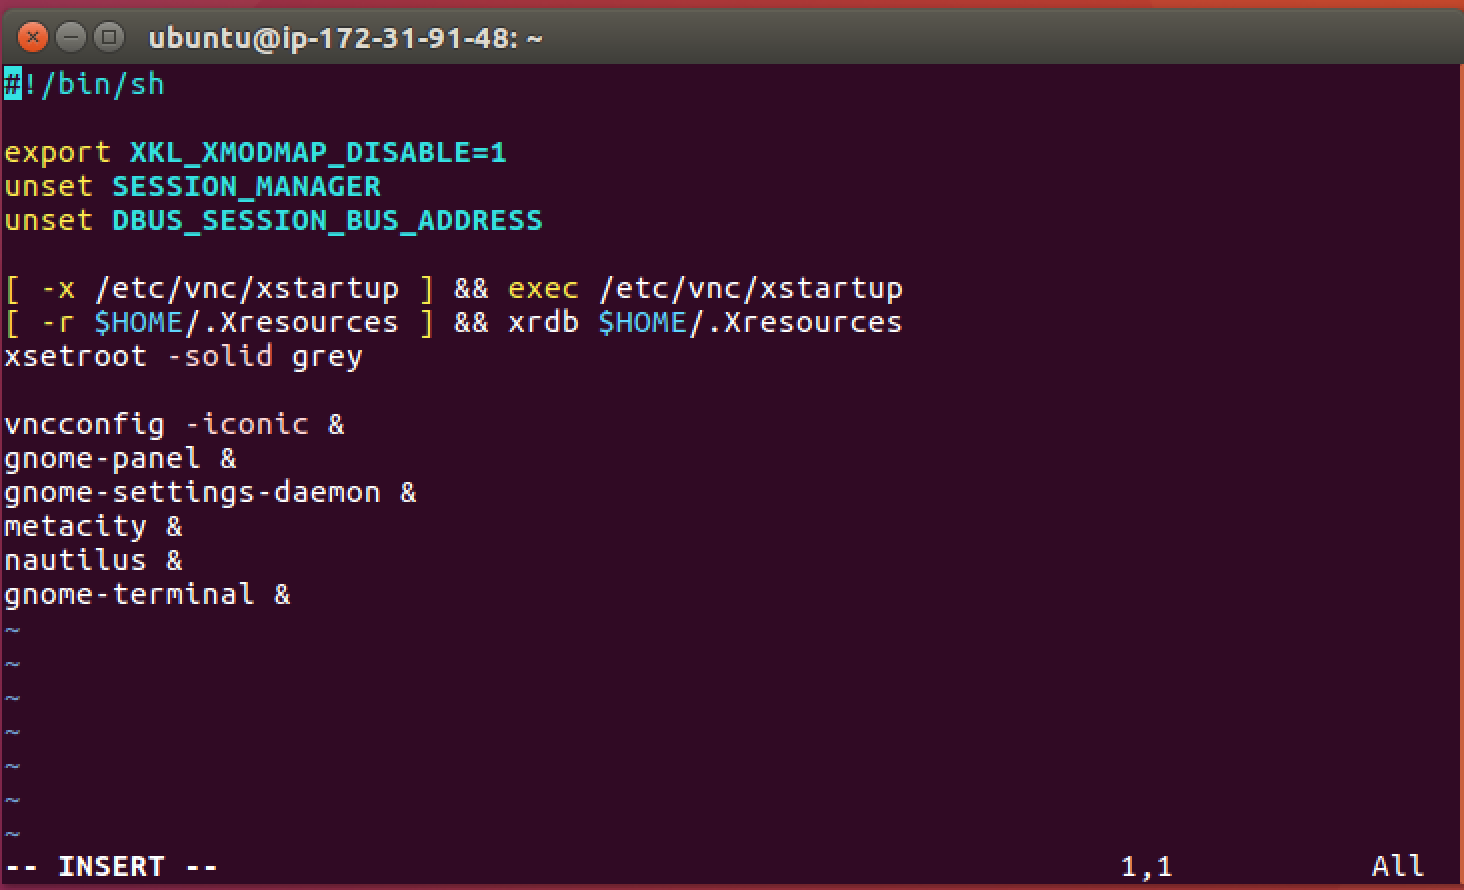 ubuntu@ip-172-31-91-48: ~
#!/bin/sh
export XKL_XMODMAP_DISABLE=1
unset SESSION_MANAGER
unset DBUS_SESSION_BUS_ADDRESS
[ -x /etc/vnc/xstartup ] && exec /etc/vnc/xstartup
[ -r $HOME/.Xresources ] && xrdb $HOME/.Xresources
xsetroot -solid grey
vncconfig -iconic &
gnome-panel &
gnome-settings-daemon &
metacity &
nautilus &
gnome-terminal &
~
~
~
~
~
~
~
-- INSERT -- 1,1 All